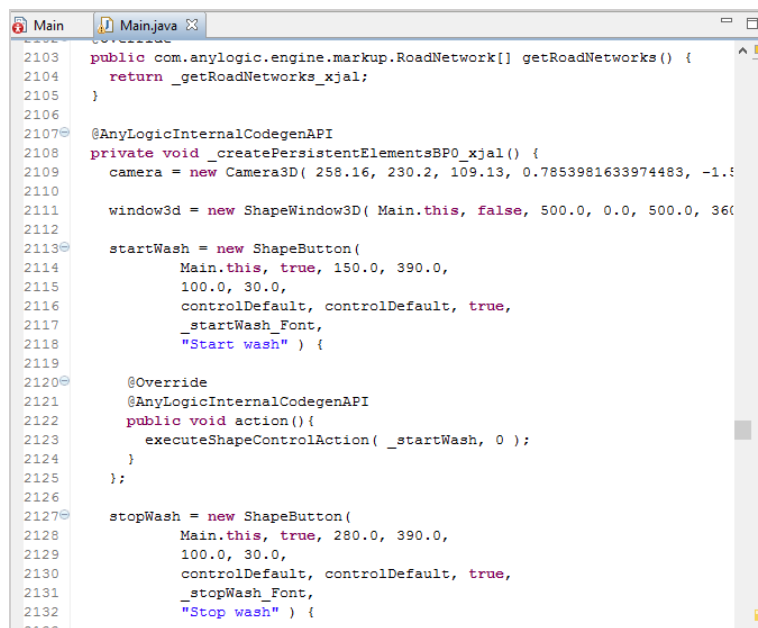 Main
Main.java
2103 public com.anylogic.engine.markup.RoadNetwork[] getRoadNetworks() {
2104 return _getRoadNetworks_xjal;
2105 }
2106
2107 @AnyLogicInternalCodegenAPI
2108 private void _createPersistentElementsBP0_xjal() {
2109 camera = new Camera3D( 258.16, 230.2, 109.13, 0.7853981633974483, -1.5
2110
2111 window3d = new ShapeWindow3D( Main.this, false, 500.0, 0.0, 500.0, 360
2112
2113 startWash = new ShapeButton(
2114 Main.this, true, 150.0, 390.0,
2115 100.0, 30.0,
2116 controlDefault, controlDefault, true,
2117 _startWash_Font,
2118 "Start wash" ) {
2119
2120 @Override
2121 @AnyLogicInternalCodegenAPI
2122 public void action(){
2123 executeShapeControlAction( _startWash, 0 );
2124 }
2125 };
2126
2127 stopWash = new ShapeButton(
2128 Main.this, true, 280.0, 390.0,
2129 100.0, 30.0,
2130 controlDefault, controlDefault, true,
2131 _stopWash_Font,
2132 "Stop wash" ) {